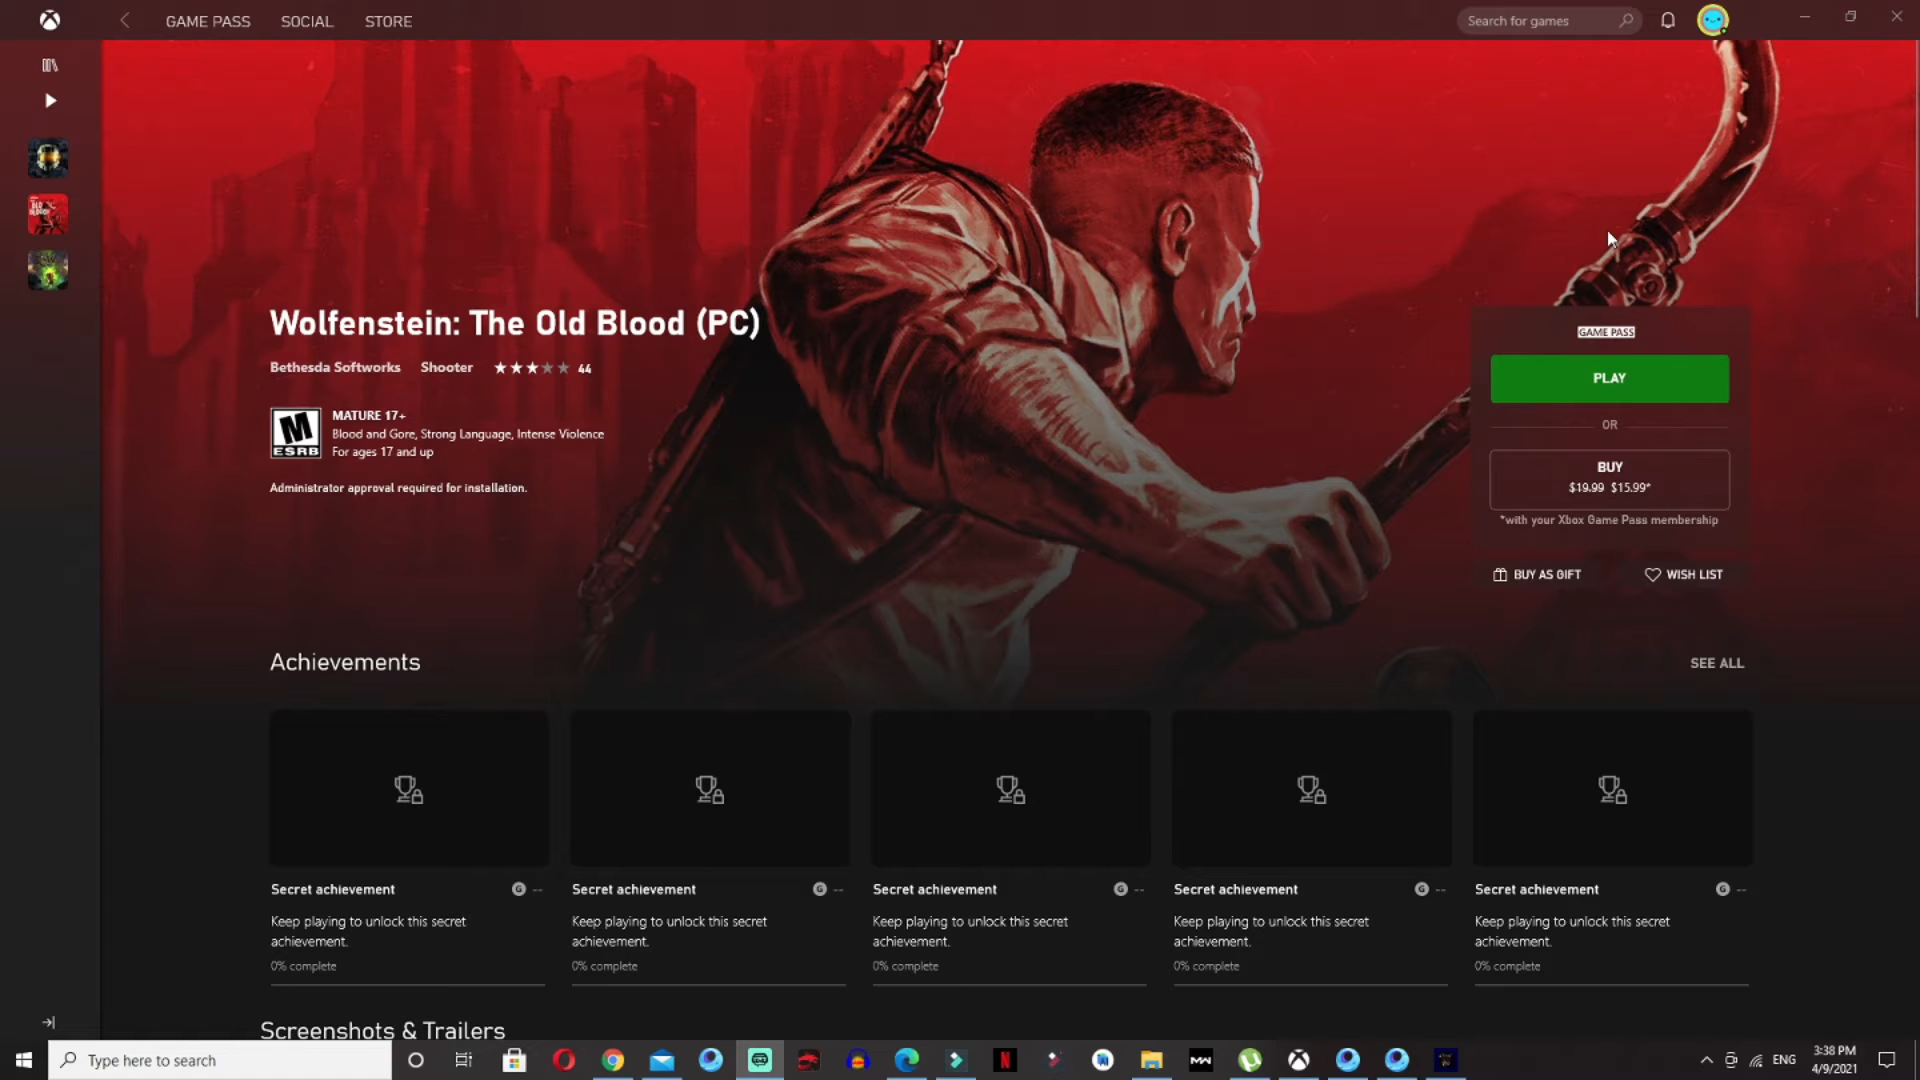 GAME PASS SOCIAL STORE
Search for games
Wolfenstein: The Old Blood (PC)
Bethesda Softworks Shooter 44
M
ESRB
MATURE 17+
Blood and Gore, Strong Language, Intense Violence
For ages 17 and up
Administrator approval required for installation.
GAME PASS
PLAY
OR
BUY
$19.99 $15.99*
*with your Xbox Game Pass membership
BUY AS GIFT WISH LIST
Achievements
SEE ALL
Secret achievement G --
Keep playing to unlock this secret
achievement.
0% complete
Secret achievement G --
Keep playing to unlock this secret
achievement.
0% complete
Secret achievement G --
Keep playing to unlock this secret
achievement.
0% complete
Secret achievement G --
Keep playing to unlock this secret
achievement.
0% complete
Secret achievement G --
Keep playing to unlock this secret
achievement.
0% complete
Screenshots & Trailers
Type here to search
N
MW
ENG
3:38 PM
4/9/2021